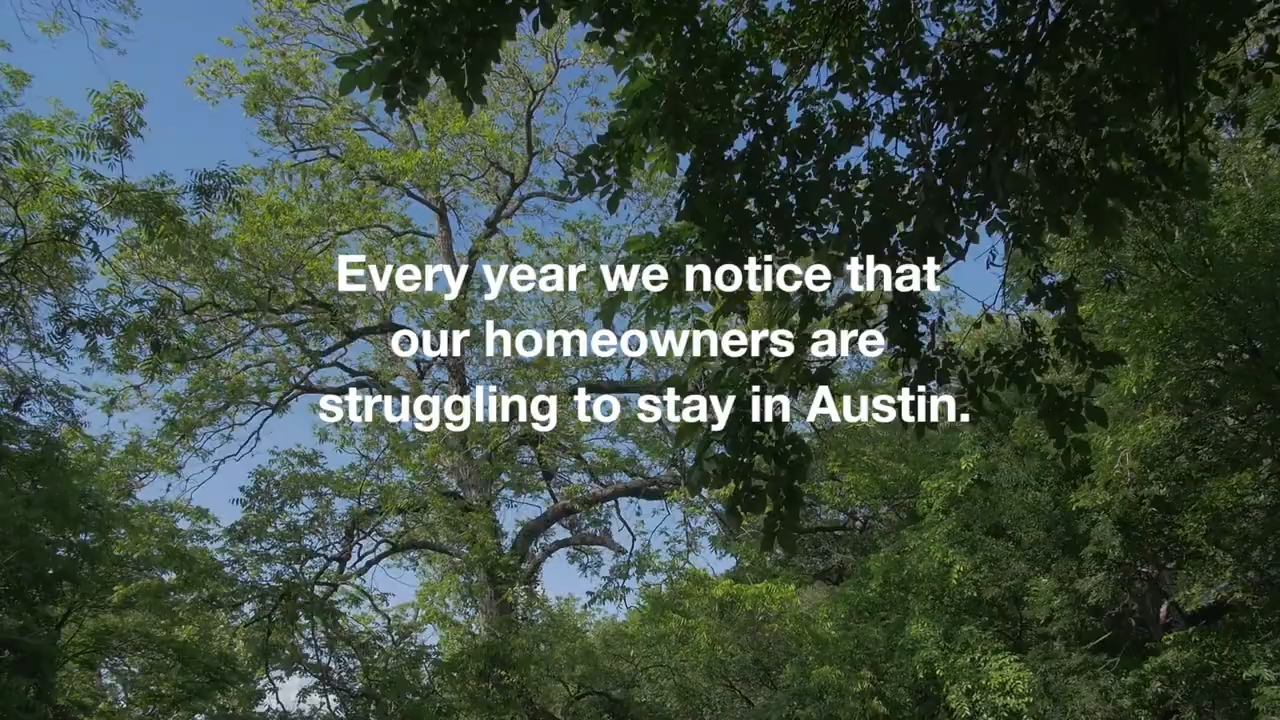 Every year we notice that
our homeowners are
struggling to stay in Austin.